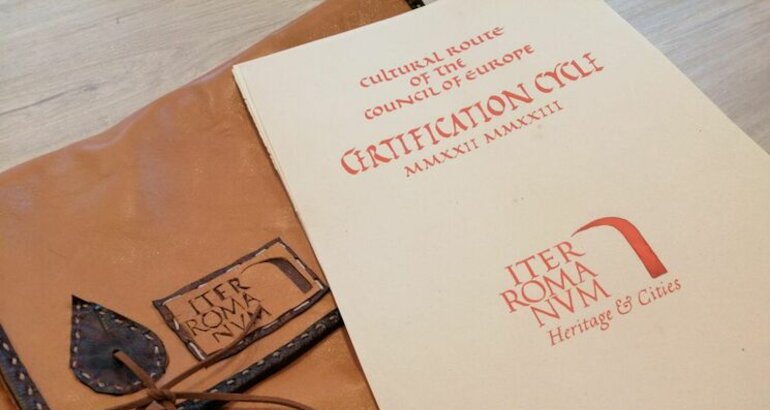 CULTURAL ROUTE
OF THE
COUNCIL OF EUROPE
CERTIFICATION CYCLE
MMXXII MMXXIII
ITER
ROMA
NVM
Heritage & Cities
ITER
ROMA
NVM